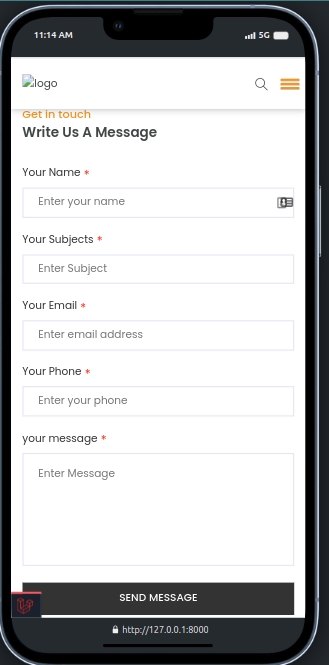 11:14 AM
5G
logo
Get in touch
Write Us A Message
Your Name *
Enter your name
Your Subjects *
Enter Subject
Your Email *
Enter email address
Your Phone *
Enter your phone
your message *
Enter Message
SEND MESSAGE
http://127.0.0.1:8000